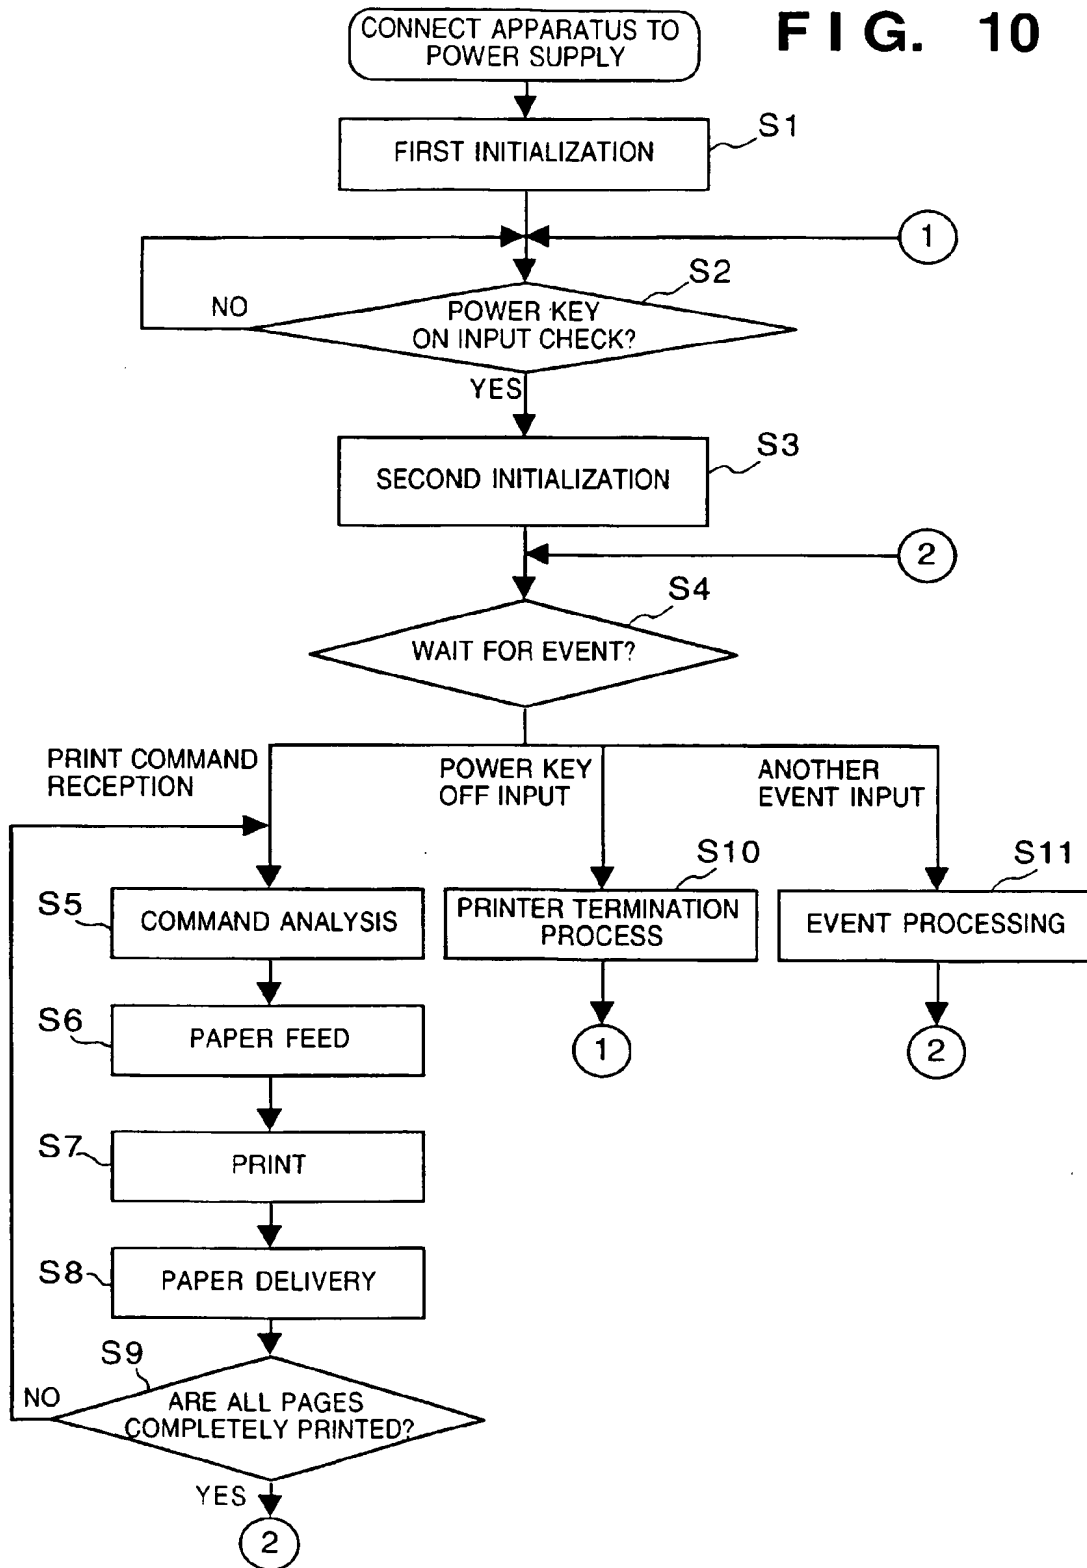 FIG. 10
CONNECT APPARATUS TO
POWER SUPPLY
S1
FIRST INITIALIZATION
1
S2
NO
POWER KEY
ON INPUT CHECK?
YES
S3
SECOND INITIALIZATION
2
S4
WAIT FOR EVENT?
PRINT COMMAND
RECEPTION
POWER KEY
OFF INPUT
ANOTHER
EVENT INPUT
S5
COMMAND ANALYSIS
S10
PRINTER TERMINATION
PROCESS
S11
EVENT PROCESSING
S6
PAPER FEED
1
2
S7
PRINT
S8
PAPER DELIVERY
S9
NO
ARE ALL PAGES
COMPLETELY PRINTED?
YES
2